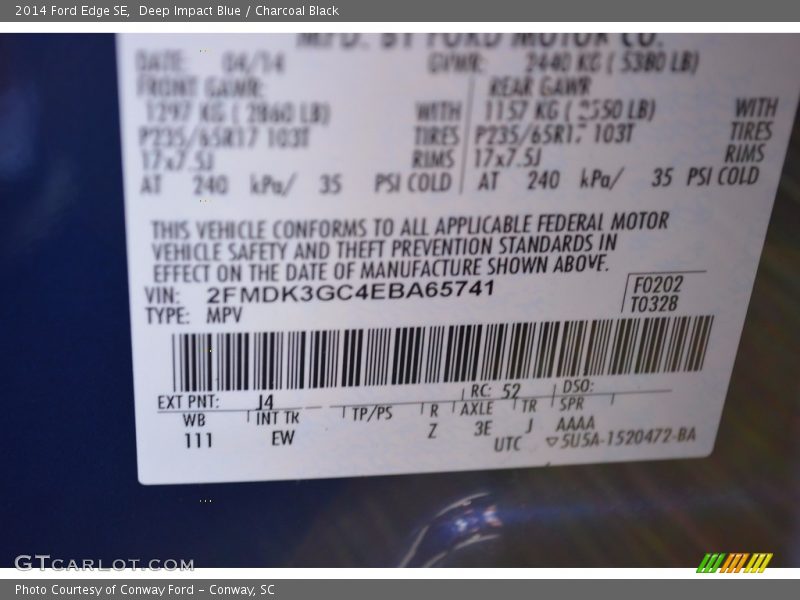 2014 Ford Edge SE,  Deep Impact Blue / Charcoal Black
MFD. BY FORD MOTOR CO.
DATE: 04/14 GVWR: 2440 KG ( 5380 LB)
FRONT GAWR: REAR GAWR
1297 KG ( 2860 LB) WITH 1157 KG ( 2550 LB) WITH
P235/65R17 103T TIRES P235/65R17 103T TIRES
17x7.5J RIMS 17x7.5J RIMS
AT 240 kPa/ 35 PSI COLD AT 240 kPa/ 35 PSI COLD
THIS VEHICLE CONFORMS TO ALL APPLICABLE FEDERAL MOTOR
VEHICLE SAFETY AND THEFT PREVENTION STANDARDS IN
EFFECT ON THE DATE OF MANUFACTURE SHOWN ABOVE.
VIN: 2FMDK3GC4EBA65741 F0202
TYPE: MPV T0328
EXT PNT: J4 RC: 52 DSO:
WB INT TR TP/PS R AXLE TR SPR
111 EW Z 3E J AAAA
UTC ▽5U5A-1520472-BA
GTCARLOT.COM
Photo Courtesy of Conway Ford – Conway, SC